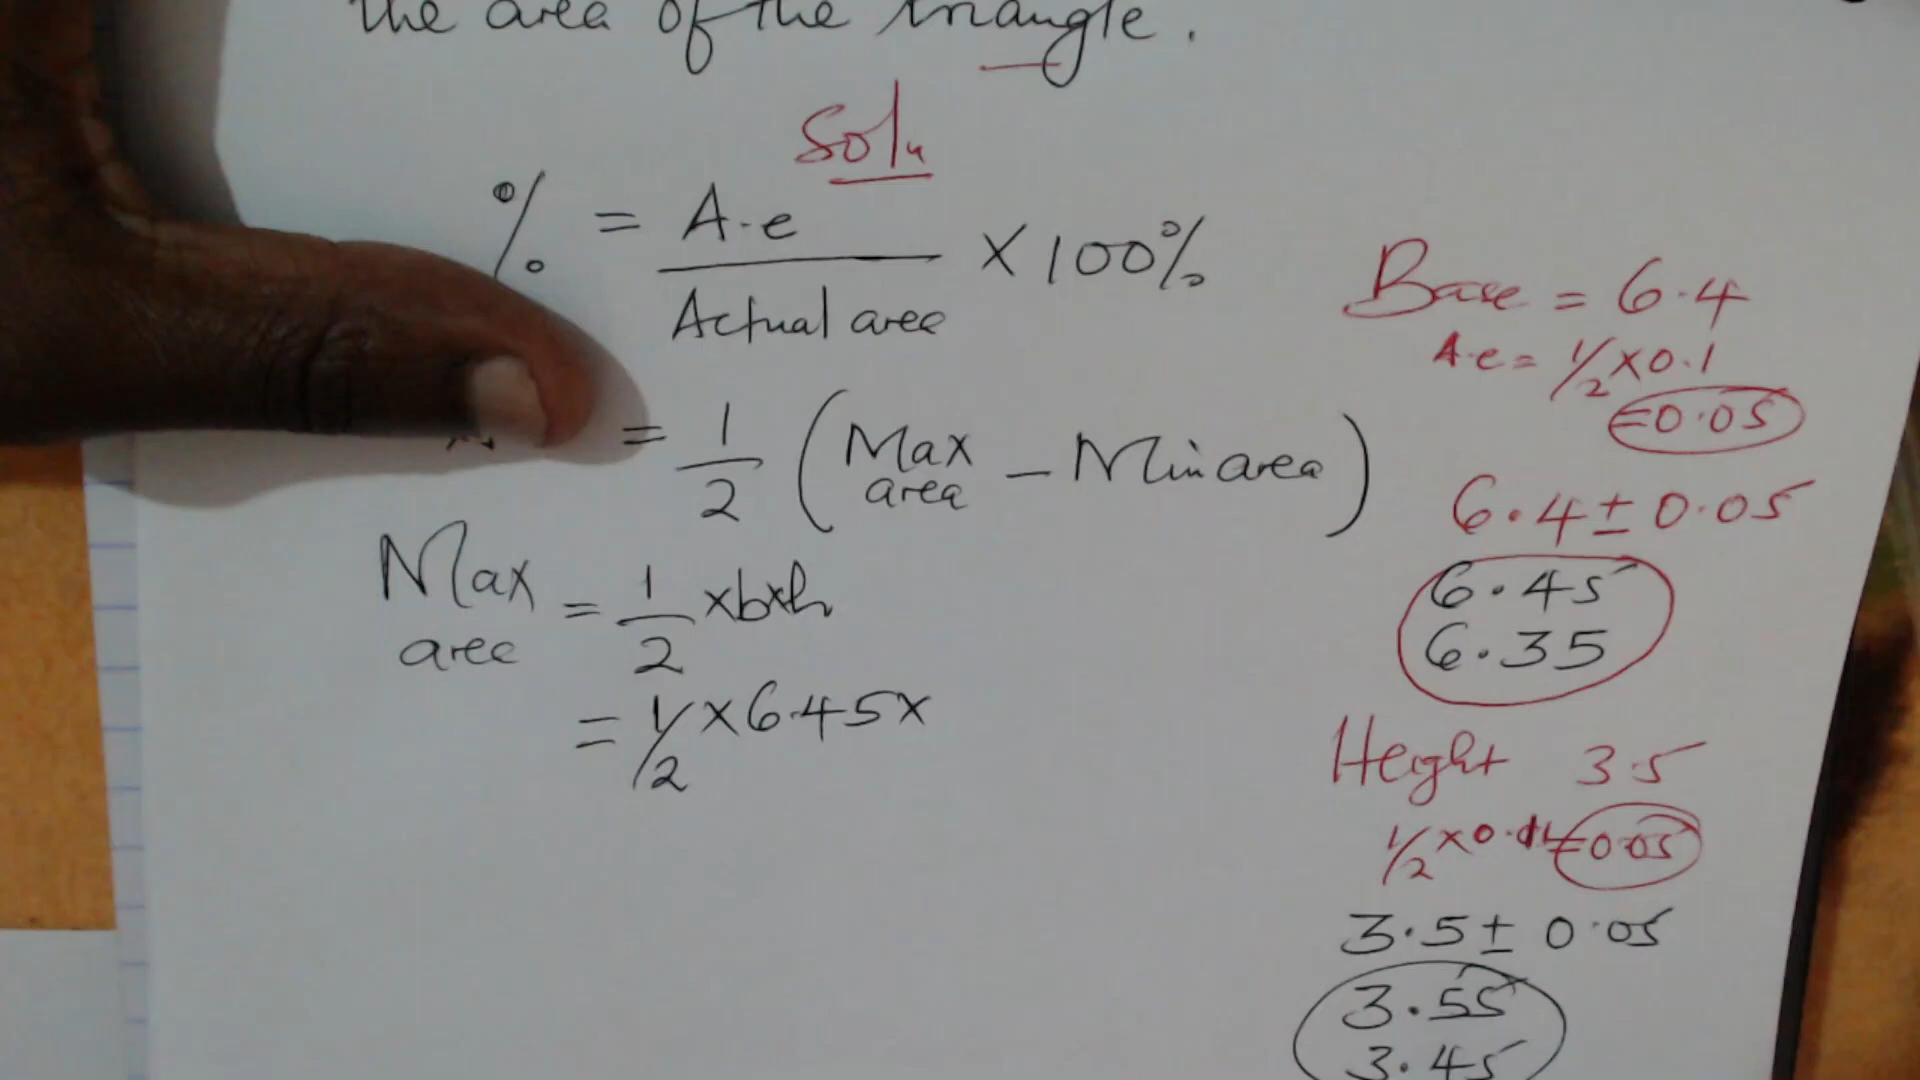 the area of the triangle.
Soln
% = A.e / Actual area × 100%
= 1/2 (Max area − Min area)
Max area = 1/2 × b × h
= 1/2 × 6.45 ×
Base = 6.4
A.e = 1/2 × 0.1
= 0.05
6.4 ± 0.05
6.45
6.35
Height 3.5
1/2 × 0.1 = 0.05
3.5 ± 0.05
3.55
3.45